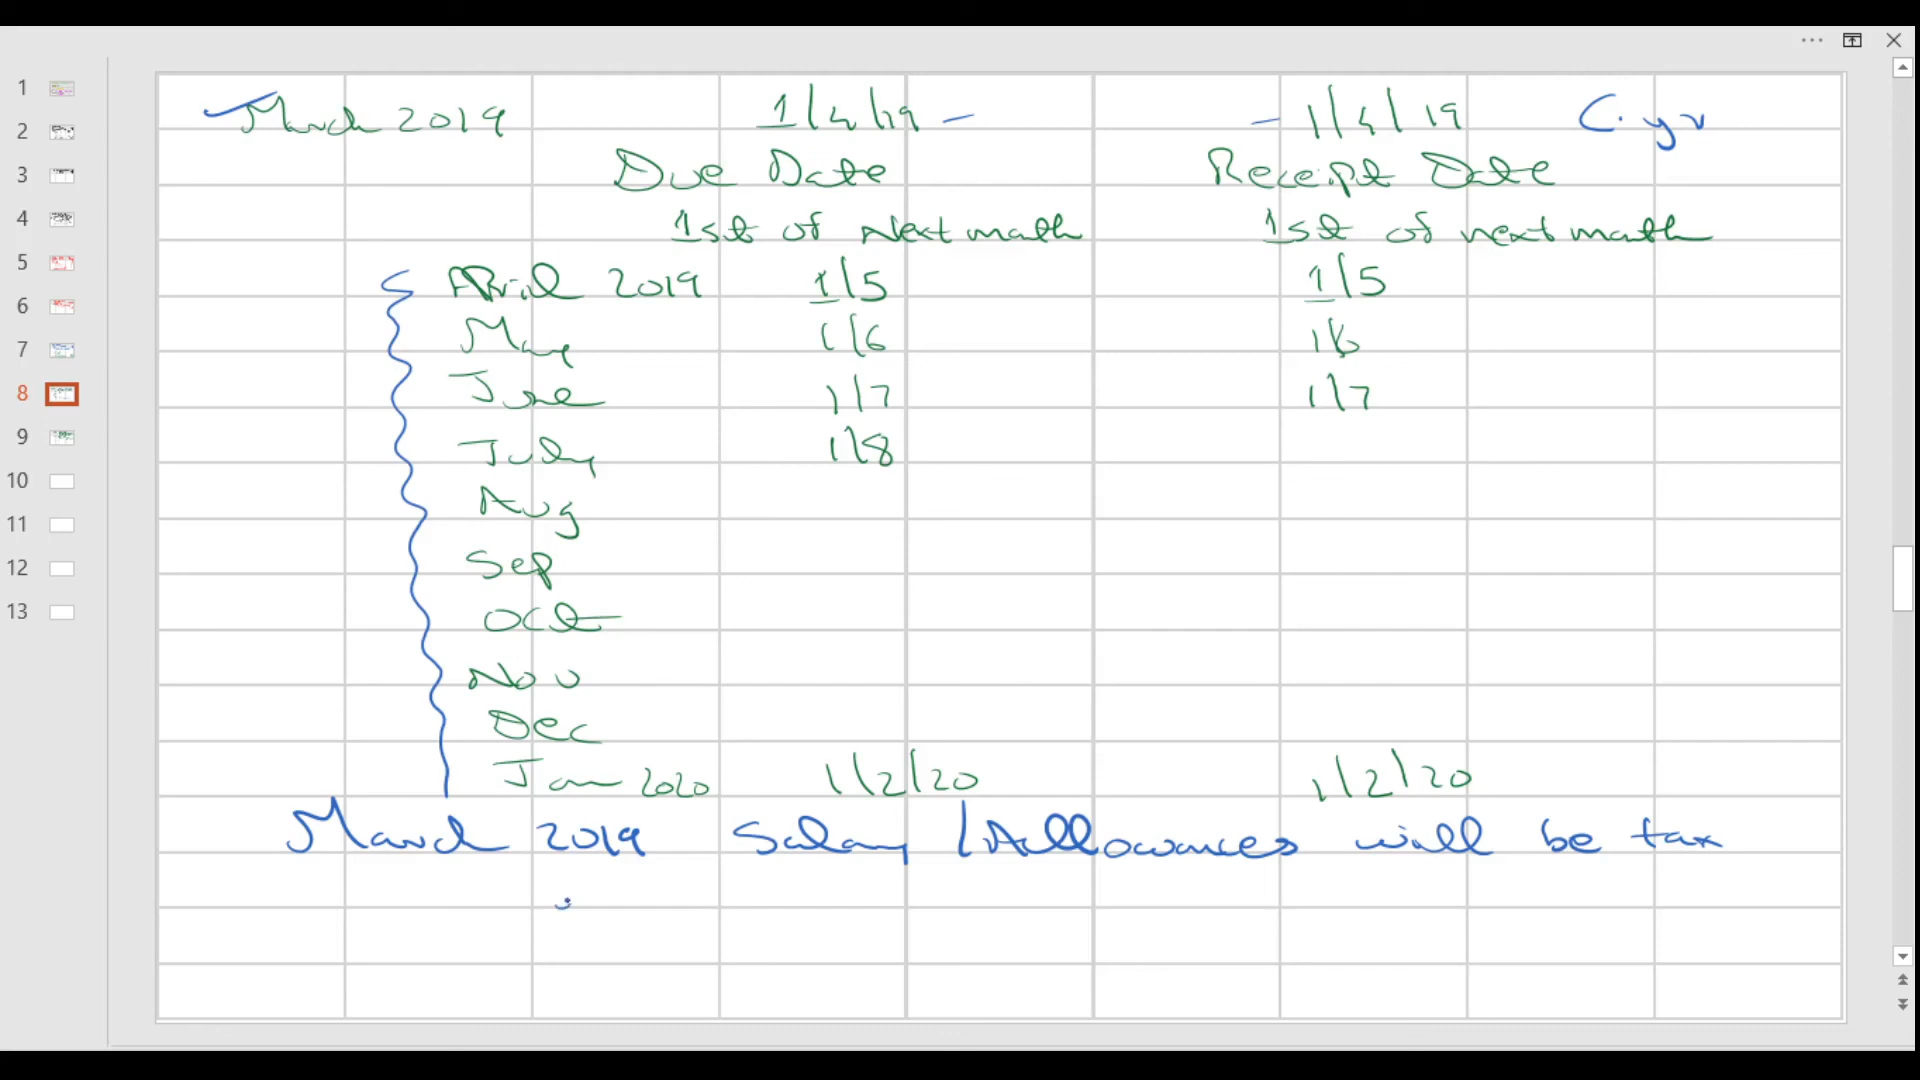 March 2019 1/4/19 - - 1/4/19 C. yr
Due Date Receipt Date
1st of Next month 1st of next month
April 2019 1/5 1/5
May 1/6 1/6
June 1/7 1/7
July 1/8
Aug
Sep
Oct
Nov
Dec
Jan 2020 1/2/20 1/2/20
March 2019 Salary / Allowances will be tax
1
2
3
4
5
6
7
8
9
10
11
12
13